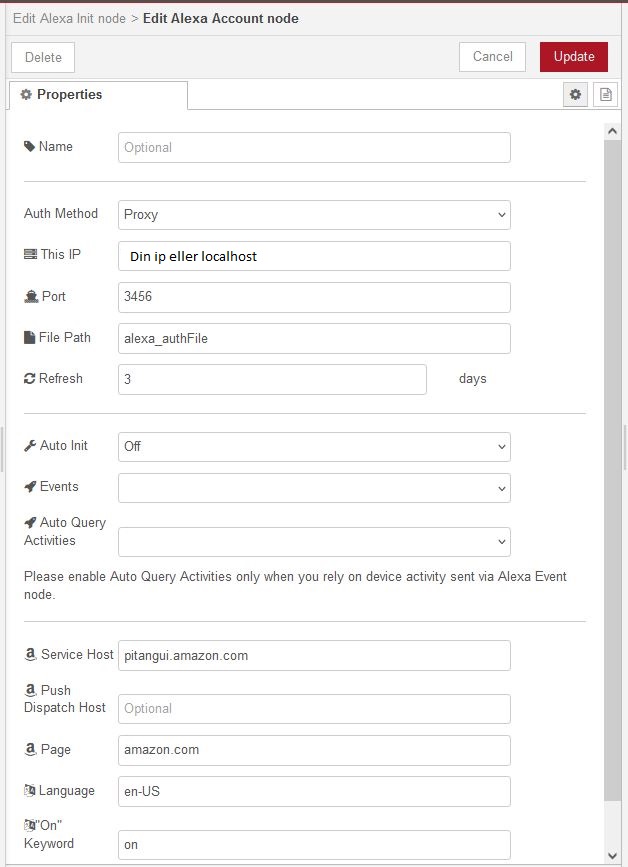 Edit Alexa Init node > Edit Alexa Account node
Delete
Cancel
Update
Properties
Name
Optional
Auth Method
Proxy
This IP
Din ip eller localhost
Port
3456
File Path
alexa_authFile
Refresh
3
days
Auto Init
Off
Events
Auto Query
Activities
Please enable Auto Query Activities only when you rely on device activity sent via Alexa Event
node.
Service Host
pitangui.amazon.com
Push
Dispatch Host
Optional
Page
amazon.com
Language
en-US
"On"
Keyword
on